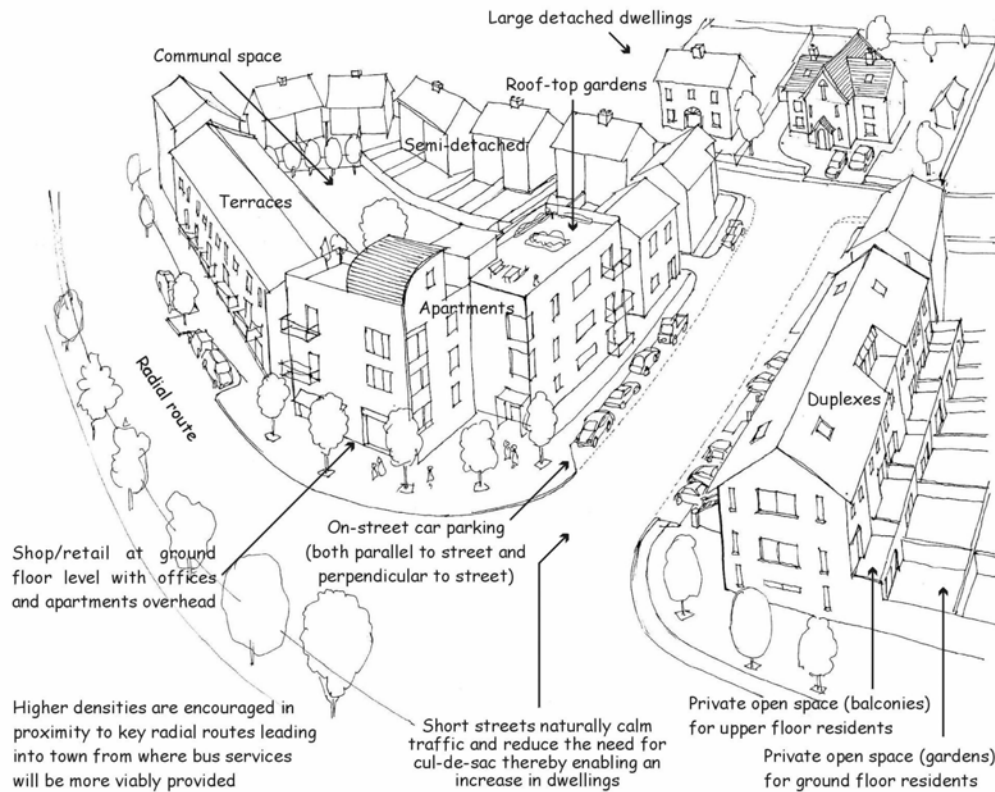 Large detached dwellings
Communal space
Roof-top gardens
Semi-detached
Terraces
Apartments
Radial route
Duplexes
On-street car parking
(both parallel to street and
perpendicular to street)
Shop/retail at ground
floor level with offices
and apartments overhead
Higher densities are encouraged in
proximity to key radial routes leading
into town from where bus services
will be more viably provided
Short streets naturally calm
traffic and reduce the need for
cul-de-sac thereby enabling an
increase in dwellings
Private open space (balconies)
for upper floor residents
Private open space (gardens)
for ground floor residents